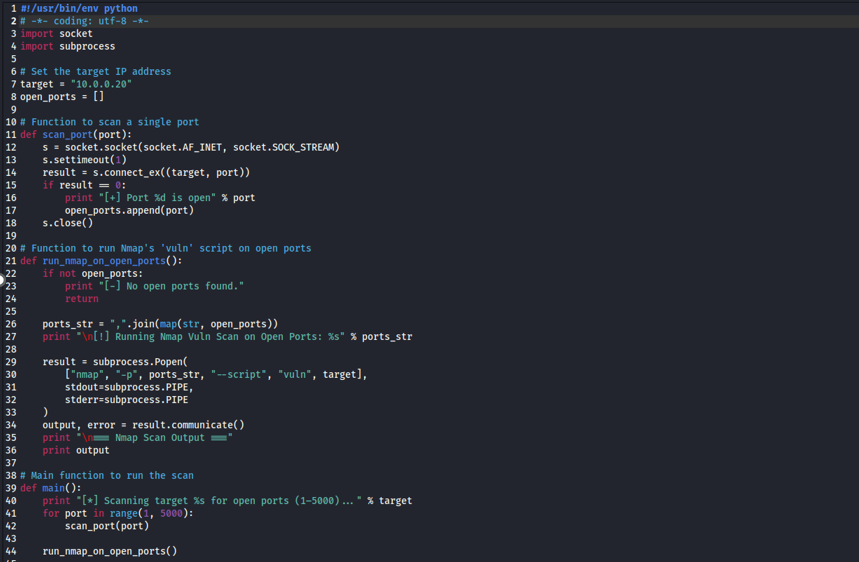 1 #!/usr/bin/env python
2 # -*- coding: utf-8 -*-
3 import socket
4 import subprocess
5
6 # Set the target IP address
7 target = "10.0.0.20"
8 open_ports = []
9
10 # Function to scan a single port
11 def scan_port(port):
12     s = socket.socket(socket.AF_INET, socket.SOCK_STREAM)
13     s.settimeout(1)
14     result = s.connect_ex((target, port))
15     if result == 0:
16         print "[+] Port %d is open" % port
17         open_ports.append(port)
18     s.close()
19
20 # Function to run Nmap's 'vuln' script on open ports
21 def run_nmap_on_open_ports():
22     if not open_ports:
23         print "[-] No open ports found."
24         return
25
26     ports_str = ",".join(map(str, open_ports))
27     print "\n[!] Running Nmap Vuln Scan on Open Ports: %s" % ports_str
28
29     result = subprocess.Popen(
30         ["nmap", "-p", ports_str, "--script", "vuln", target],
31         stdout=subprocess.PIPE,
32         stderr=subprocess.PIPE
33     )
34     output, error = result.communicate()
35     print "\n=== Nmap Scan Output ==="
36     print output
37
38 # Main function to run the scan
39 def main():
40     print "[*] Scanning target %s for open ports (1-5000)..." % target
41     for port in range(1, 5000):
42         scan_port(port)
43
44     run_nmap_on_open_ports()